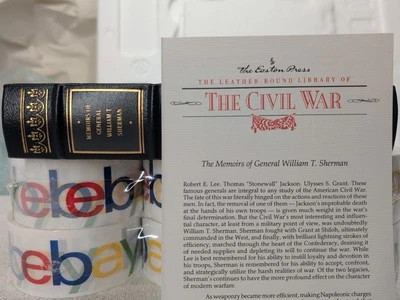 The Easton Press
THE LEATHER BOUND LIBRARY OF
THE CIVIL WAR
MEMOIRS OF
GENERAL
WILLIAM T.
SHERMAN
The Memoirs of General William T. Sherman
Robert E. Lee. Thomas "Stonewall" Jackson. Ulysses S. Grant. These
famous generals are integral to any study of the American Civil War.
The fate of this war was literally hinged on the actions and reactions of these
men. In fact, the removal of one of them — Jackson's improbable death
at the hands of his own troops — is given much weight in the war's
final determination. But the Civil War's most interesting and influen-
tial character, at least from a military point of view, was undoubtedly
William T. Sherman. Sherman fought with Grant at Shiloh, ultimately
commanded in the West, and finally, with brilliant lightning strokes of
efficiency, marched through the heart of the Confederacy, draining it
of needed supplies and depleting its will to continue the war. While
Lee is best remembered for his ability to instill loyalty and devotion in
his troops, Sherman is remembered for his ability to accept, confront,
and strategically utilize the harsh realities of war. Of the two legacies,
Sherman's continues to have the more profound effect on the character
of modern warfare.
As weaponry became more efficient, making Napoleonic charges
ebeb
ebay